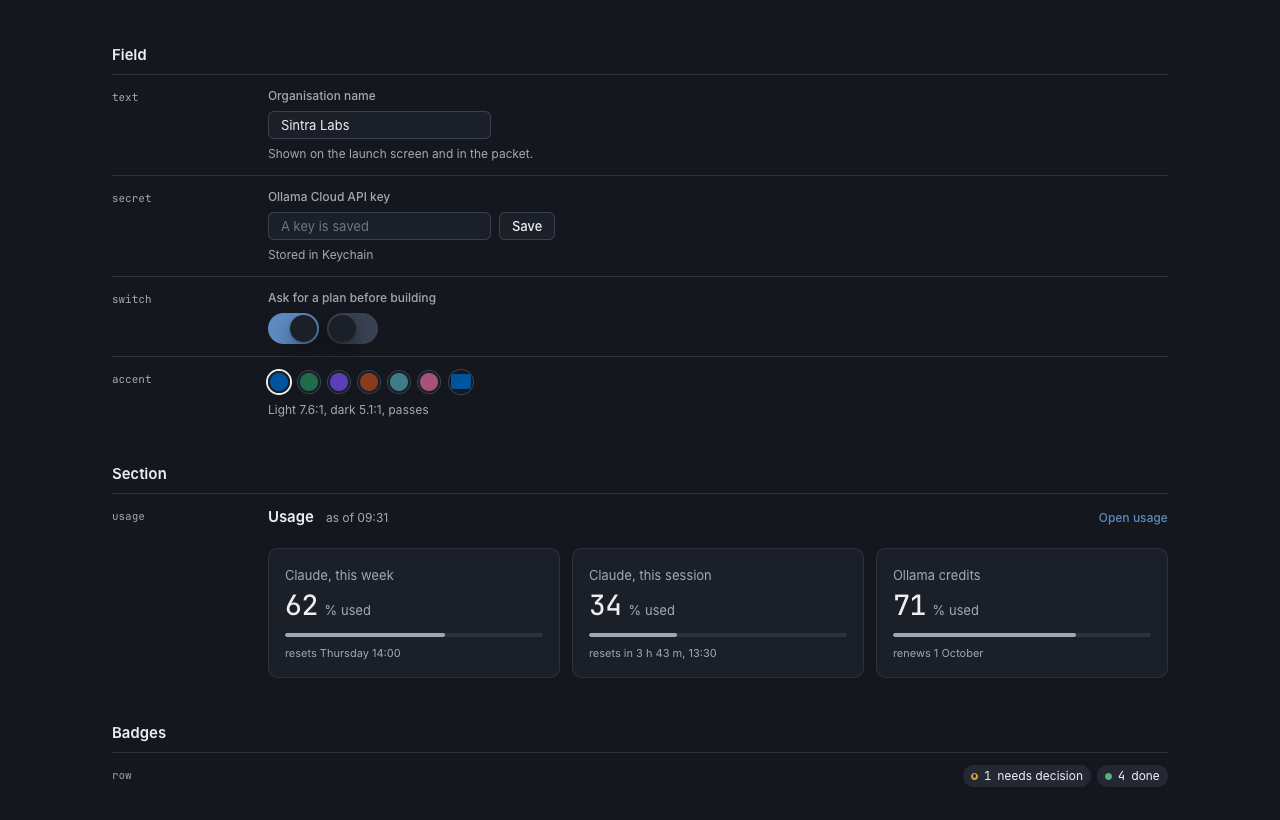 Field
text
Organisation name
Sintra Labs
Shown on the launch screen and in the packet.
secret
Ollama Cloud API key
A key is saved
Save
Stored in Keychain
switch
Ask for a plan before building
accent
Light 7.6:1, dark 5.1:1, passes
Section
usage
Usage as of 09:31
Open usage
Claude, this week
62 % used
resets Thursday 14:00
Claude, this session
34 % used
resets in 3 h 43 m, 13:30
Ollama credits
71 % used
renews 1 October
Badges
row
1 needs decision
4 done